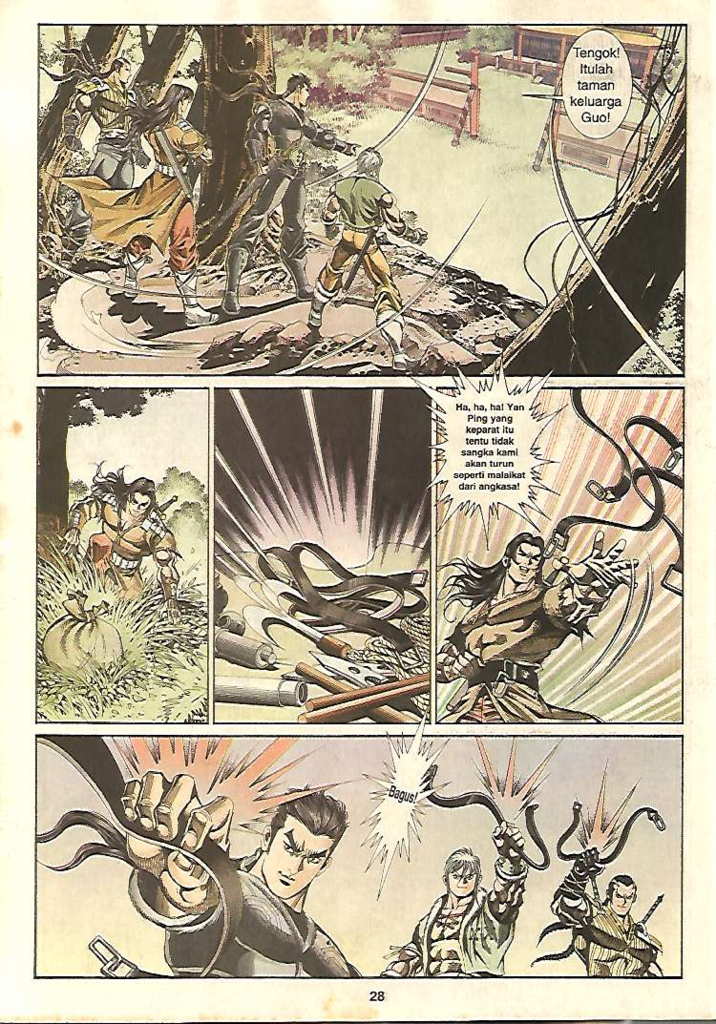 Tengok!
Itulah
taman
keluarga
Guo!
Ha, ha, ha! Yan
Ping yang
keparat itu
tentu tidak
sangka kami
akan turun
seperti malaikat
dari angkasa!
Bagus!
28